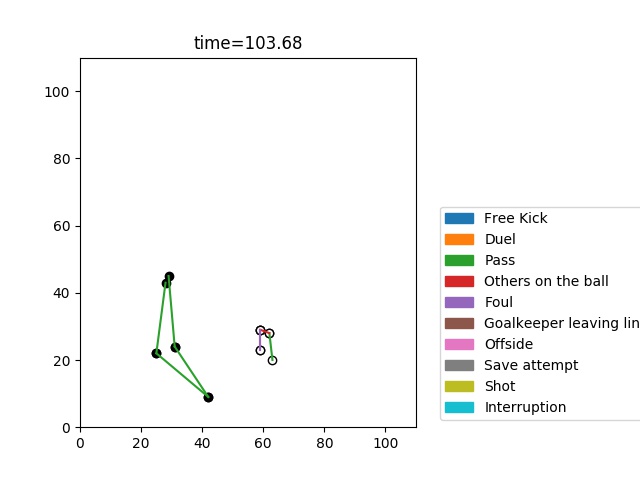 time=103.68
100
80
60
40
20
0
0 20 40 60 80 100
Free Kick
Duel
Pass
Others on the ball
Foul
Goalkeeper leaving lin
Offside
Save attempt
Shot
Interruption